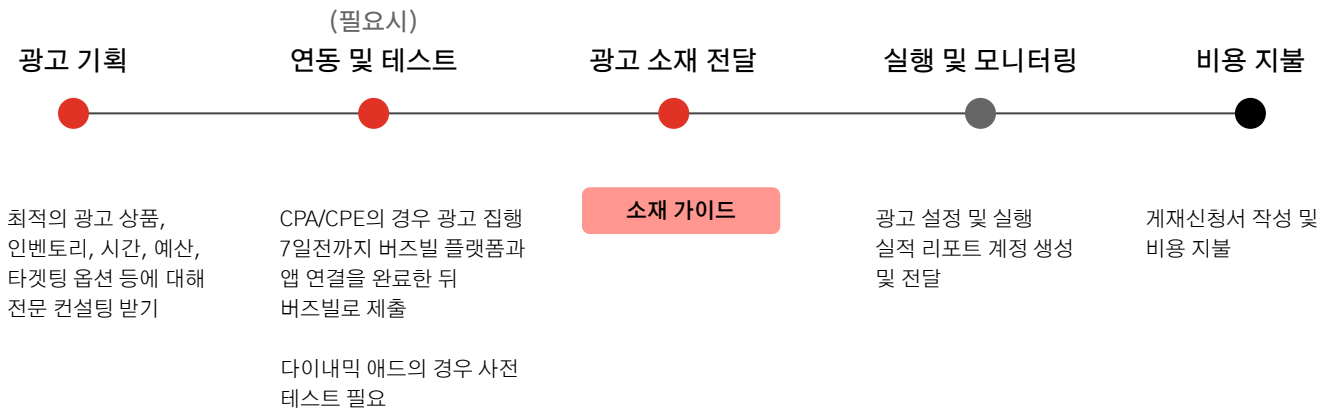 광고 기획
(필요시)
연동 및 테스트
광고 소재 전달
실행 및 모니터링
비용 지불
최적의 광고 상품,
인벤토리, 시간, 예산,
타겟팅 옵션 등에 대해
전문 컨설팅 받기
CPA/CPE의 경우 광고 집행
7일전까지 버즈빌 플랫폼과
앱 연결을 완료한 뒤
버즈빌로 제출
다이내믹 애드의 경우 사전
테스트 필요
소재 가이드
광고 설정 및 실행
실적 리포트 계정 생성
및 전달
게재신청서 작성 및
비용 지불